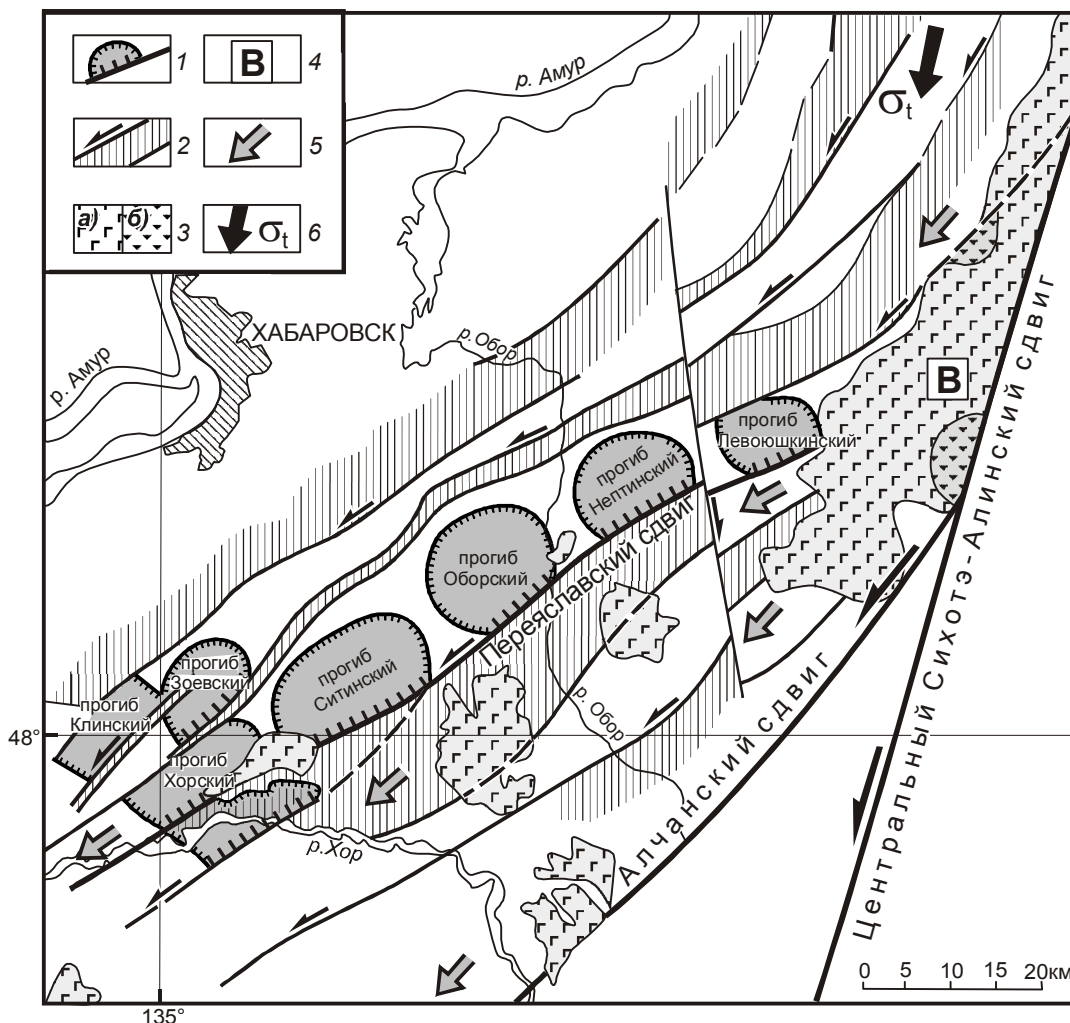 1
В
4
2
5
а)
б)
3
σt
6
р. Амур
σt
ХАБАРОВСК
р. Амур
р. Обор
В
прогиб
Левоюшкинский
прогиб
Нептинский
прогиб
Оборский
Переяславский сдвиг
прогиб
Ситинский
прогиб
Зоевский
прогиб
Клинский
прогиб
Хорский
р. Обор
р.Хор
Алчанский сдвиг
Центральный Сихотэ-Алинский сдвиг
48°
135°
0 5 10 15 20км